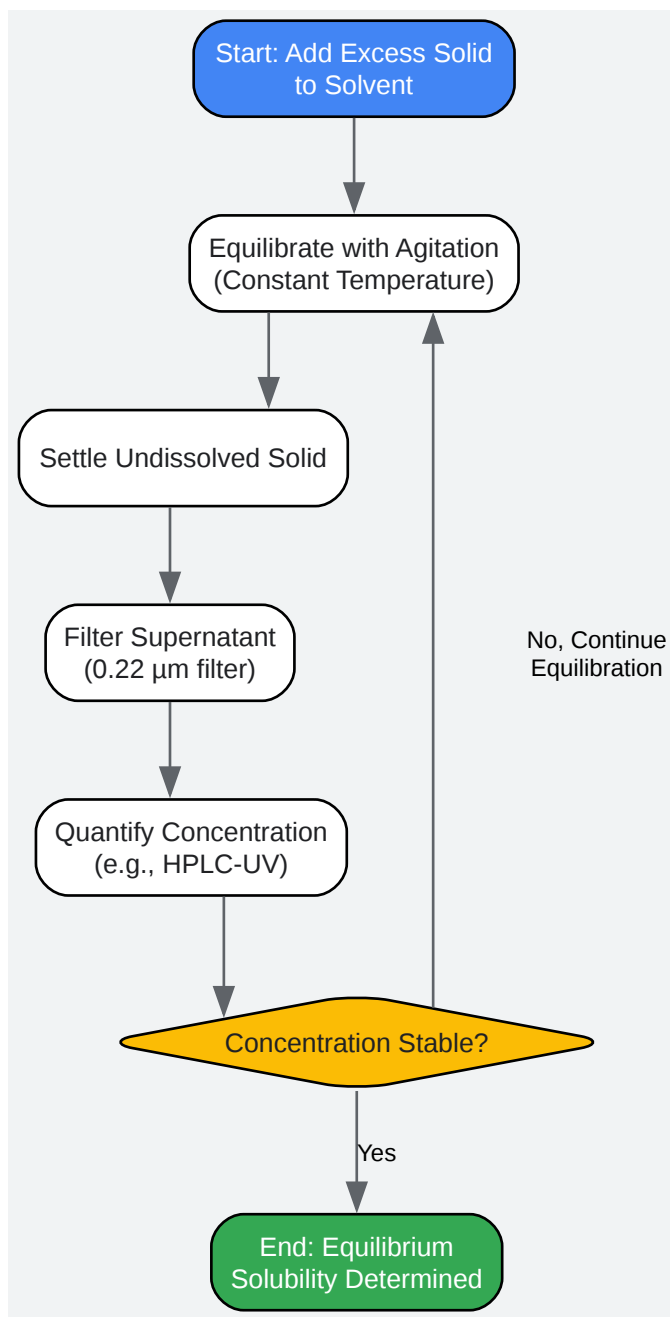 Start: Add Excess Solid
to Solvent
Equilibrate with Agitation
(Constant Temperature)
Settle Undissolved Solid
Filter Supernatant
(0.22 µm filter)
No, Continue
Equilibration
Quantify Concentration
(e.g., HPLC-UV)
Concentration Stable?
Yes
End: Equilibrium
Solubility Determined